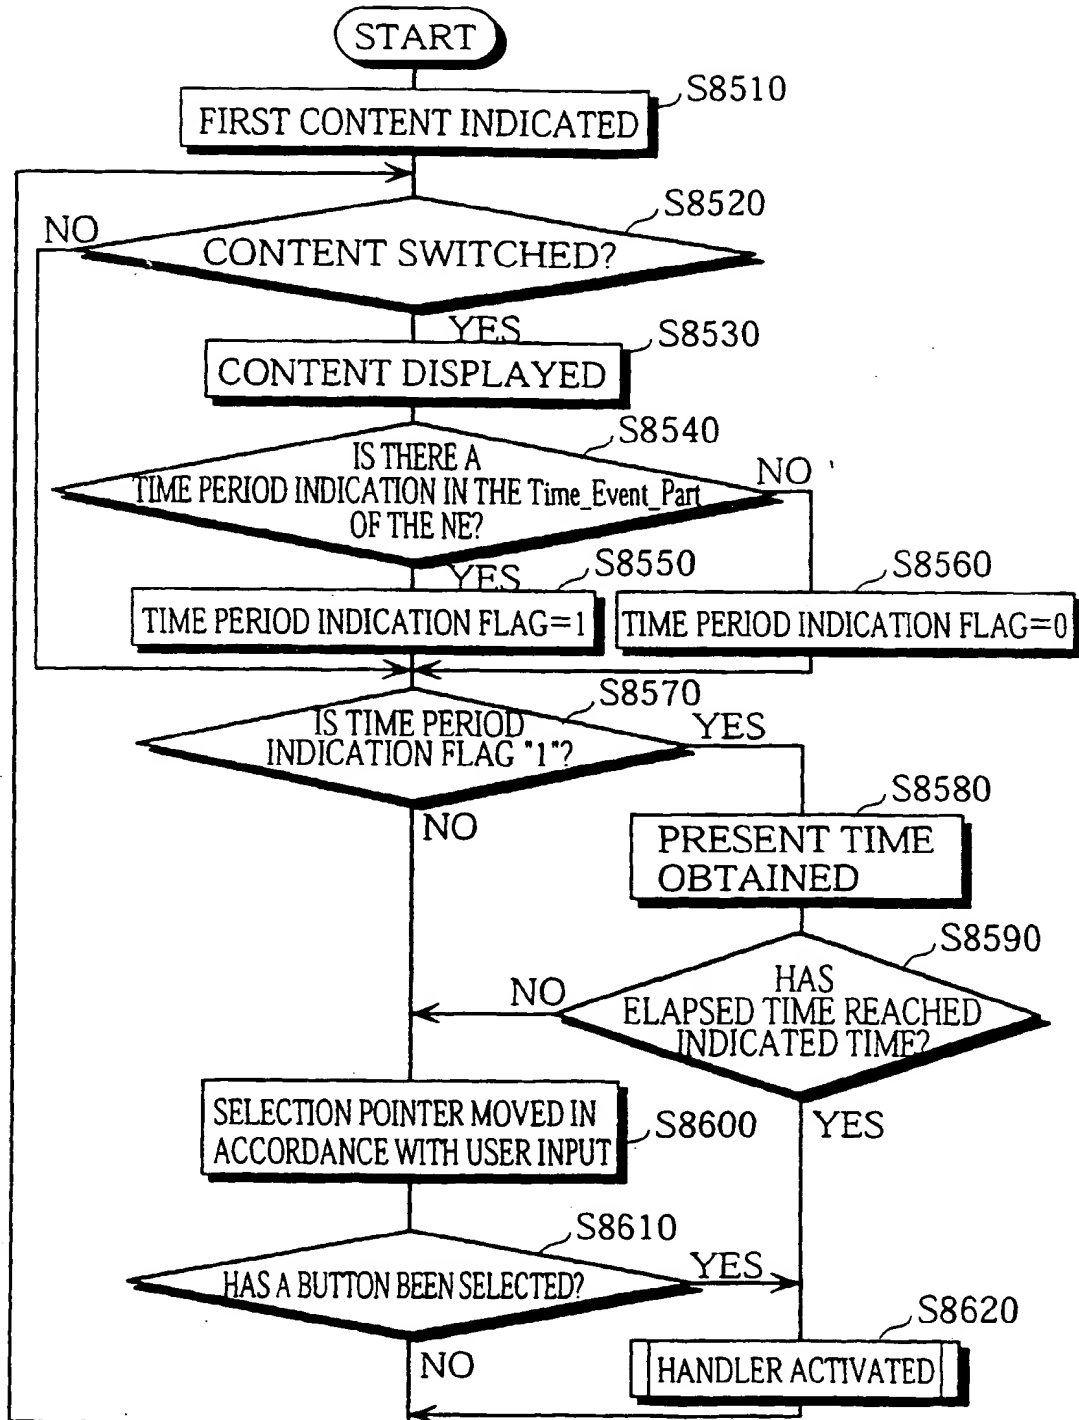 START
S8510
FIRST CONTENT INDICATED
S8520
NO
CONTENT SWITCHED?
YES
S8530
CONTENT DISPLAYED
S8540
IS THERE A
TIME PERIOD INDICATION IN THE Time_Event_Part
OF THE NE?
NO
YES
S8550
S8560
TIME PERIOD INDICATION FLAG=1
TIME PERIOD INDICATION FLAG=0
S8570
IS TIME PERIOD
INDICATION FLAG "1"?
YES
NO
S8580
PRESENT TIME
OBTAINED
S8590
HAS
ELAPSED TIME REACHED
INDICATED TIME?
NO
YES
SELECTION POINTER MOVED IN
ACCORDANCE WITH USER INPUT
S8600
S8610
HAS A BUTTON BEEN SELECTED?
YES
NO
S8620
HANDLER ACTIVATED